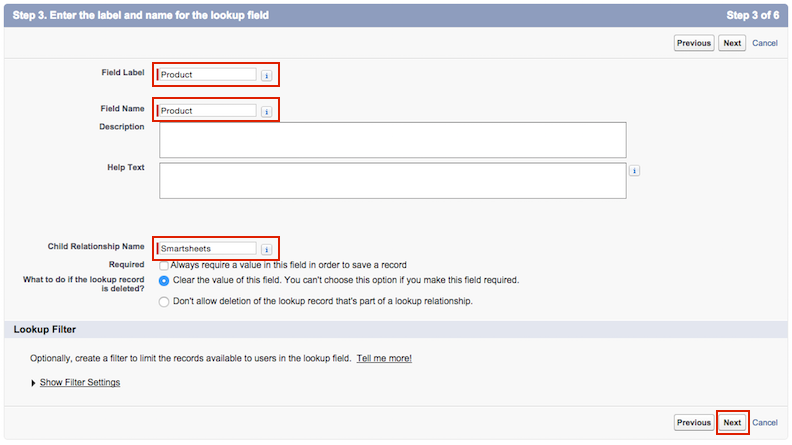 Step 3. Enter the label and name for the lookup field Step 3 of 6
Previous Next Cancel
Field Label Product i
Field Name Product i
Description
Help Text i
Child Relationship Name Smartsheets i
Required Always require a value in this field in order to save a record
What to do if the lookup record Clear the value of this field. You can't choose this option if you make this field required.
is deleted?
Don't allow deletion of the lookup record that's part of a lookup relationship.
Lookup Filter
Optionally, create a filter to limit the records available to users in the lookup field. Tell me more!
Show Filter Settings
Previous Next Cancel